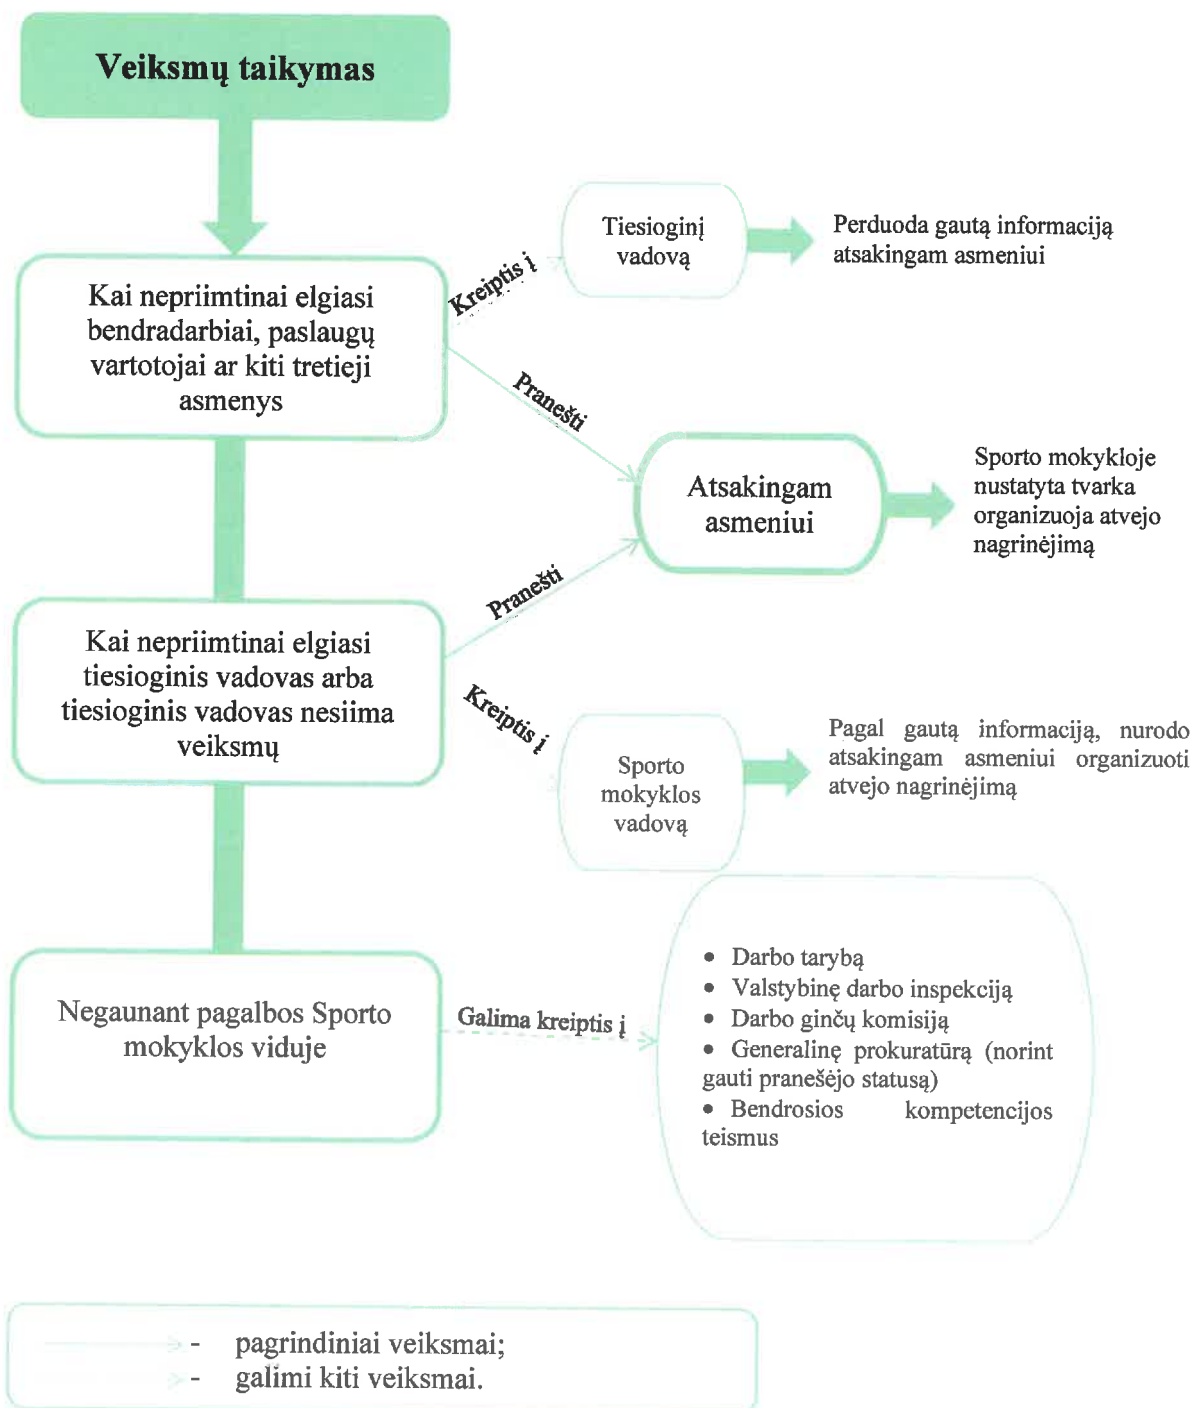 Veiksmų taikymas
Kai nepriimtinai elgiasi
bendradarbiai, paslaugų
vartotojai ar kiti tretieji
asmenys
Kreiptis į
Tiesioginį
vadovą
Perduoda gautą informaciją
atsakingam asmeniui
Pranešti
Atsakingam
asmeniui
Sporto mokykloje
nustatyta tvarka
organizuoja atvejo
nagrinėjimą
Pranešti
Kai nepriimtinai elgiasi
tiesioginis vadovas arba
tiesioginis vadovas nesiima
veiksmų
Kreiptis į
Sporto
mokyklos
vadovą
Pagal gautą informaciją, nurodo
atsakingam asmeniui organizuoti
atvejo nagrinėjimą
Negaunant pagalbos Sporto
mokyklos viduje
Galima kreiptis į
• Darbo tarybą
• Valstybinę darbo inspekciją
• Darbo ginčų komisiją
• Generalinę prokuratūrą (norint
gauti pranešėjo statusą)
• Bendrosios kompetencijos
teismus
- pagrindiniai veiksmai;
- galimi kiti veiksmai.